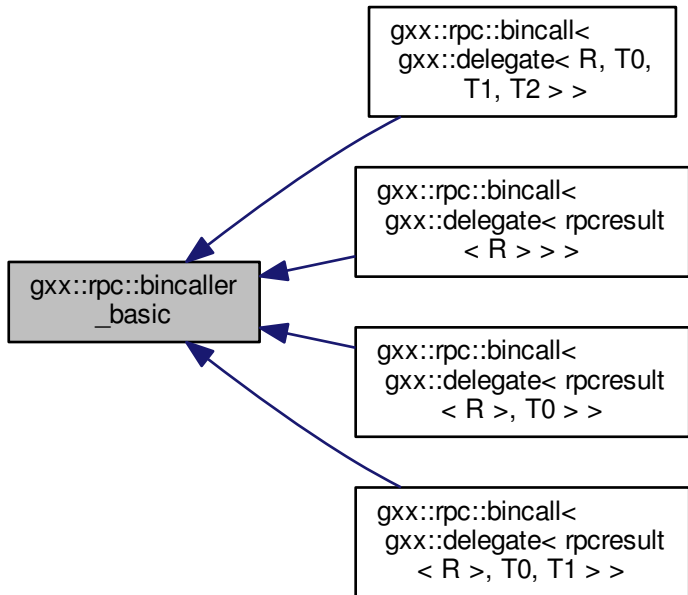 gxx::rpc::bincall<
gxx::delegate< R, T0,
T1, T2 > >
gxx::rpc::bincall<
gxx::delegate< rpcresult
< R > > >
gxx::rpc::bincaller
_basic
gxx::rpc::bincall<
gxx::delegate< rpcresult
< R >, T0 > >
gxx::rpc::bincall<
gxx::delegate< rpcresult
< R >, T0, T1 > >